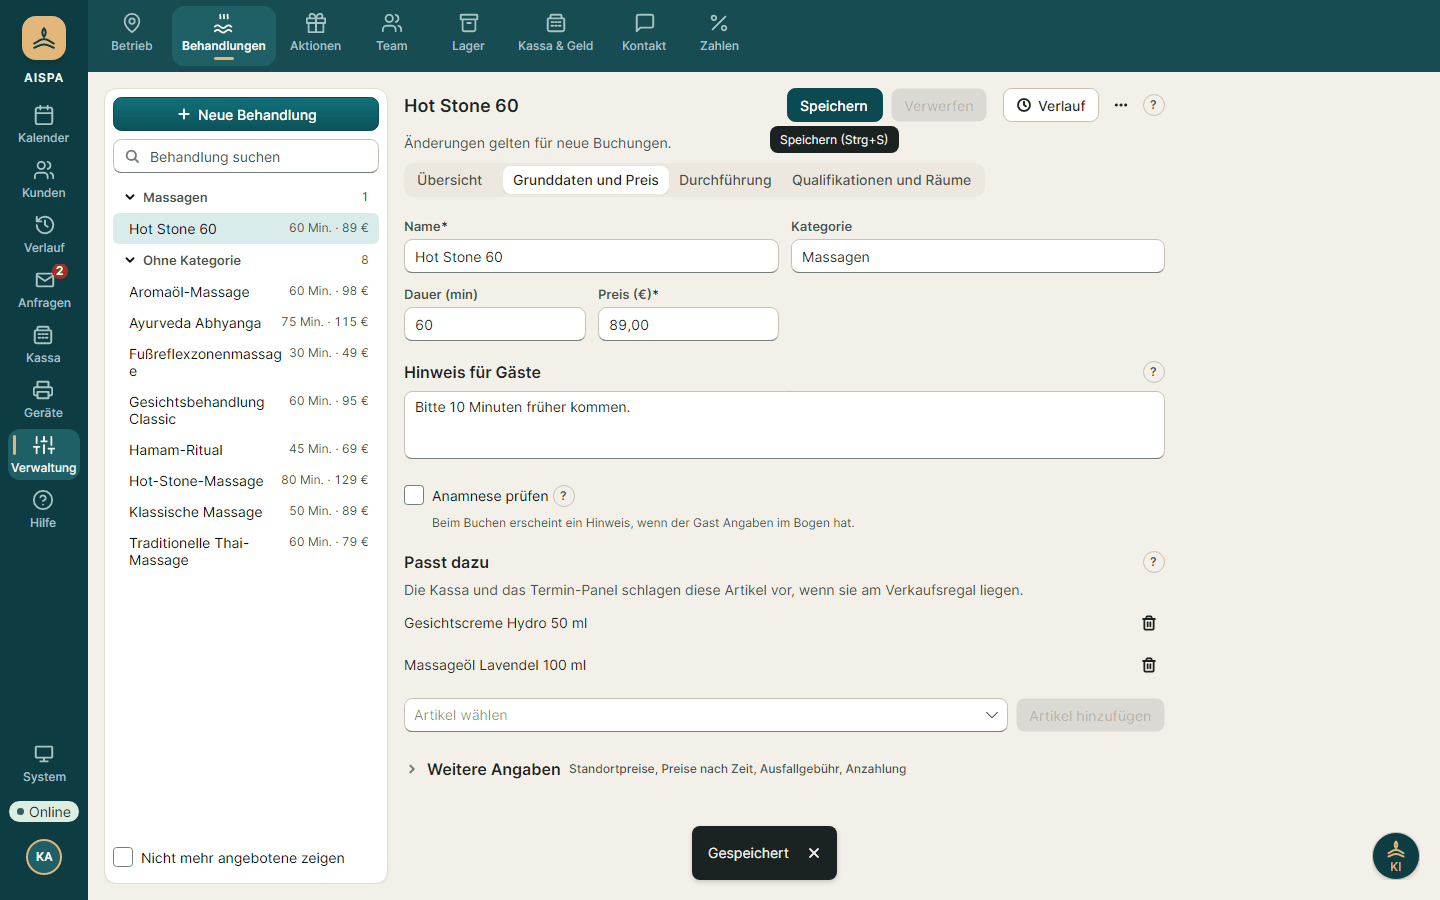 AISPA
Kalender
Kunden
Verlauf
Anfragen
2
Kassa
Geräte
Verwaltung
Hilfe
System
Online
KA
Betrieb
Behandlungen
Aktionen
Team
Lager
Kassa & Geld
Kontakt
Zahlen
Neue Behandlung
Behandlung suchen
Massagen 1
Hot Stone 60 60 Min. · 89 €
Ohne Kategorie 8
Aromaöl-Massage 60 Min. · 98 €
Ayurveda Abhyanga 75 Min. · 115 €
Fußreflexzonenmassag 30 Min. · 49 €
e
Gesichtsbehandlung 60 Min. · 95 €
Classic
Hamam-Ritual 45 Min. · 69 €
Hot-Stone-Massage 80 Min. · 129 €
Klassische Massage 50 Min. · 89 €
Traditionelle Thai- 60 Min. · 79 €
Massage
Nicht mehr angebotene zeigen
Hot Stone 60
Speichern
Verwerfen
Verlauf
?
Speichern (Strg+S)
Änderungen gelten für neue Buchungen.
Übersicht
Grunddaten und Preis
Durchführung
Qualifikationen und Räume
Name* Kategorie
Hot Stone 60 Massagen
Dauer (min) Preis (€)*
60 89,00
Hinweis für Gäste ?
Bitte 10 Minuten früher kommen.
Anamnese prüfen ?
Beim Buchen erscheint ein Hinweis, wenn der Gast Angaben im Bogen hat.
Passt dazu ?
Die Kassa und das Termin-Panel schlagen diese Artikel vor, wenn sie am Verkaufsregal liegen.
Gesichtscreme Hydro 50 ml
Massageöl Lavendel 100 ml
Artikel wählen Artikel hinzufügen
Weitere Angaben Standortpreise, Preise nach Zeit, Ausfallgebühr, Anzahlung
Gespeichert
KI